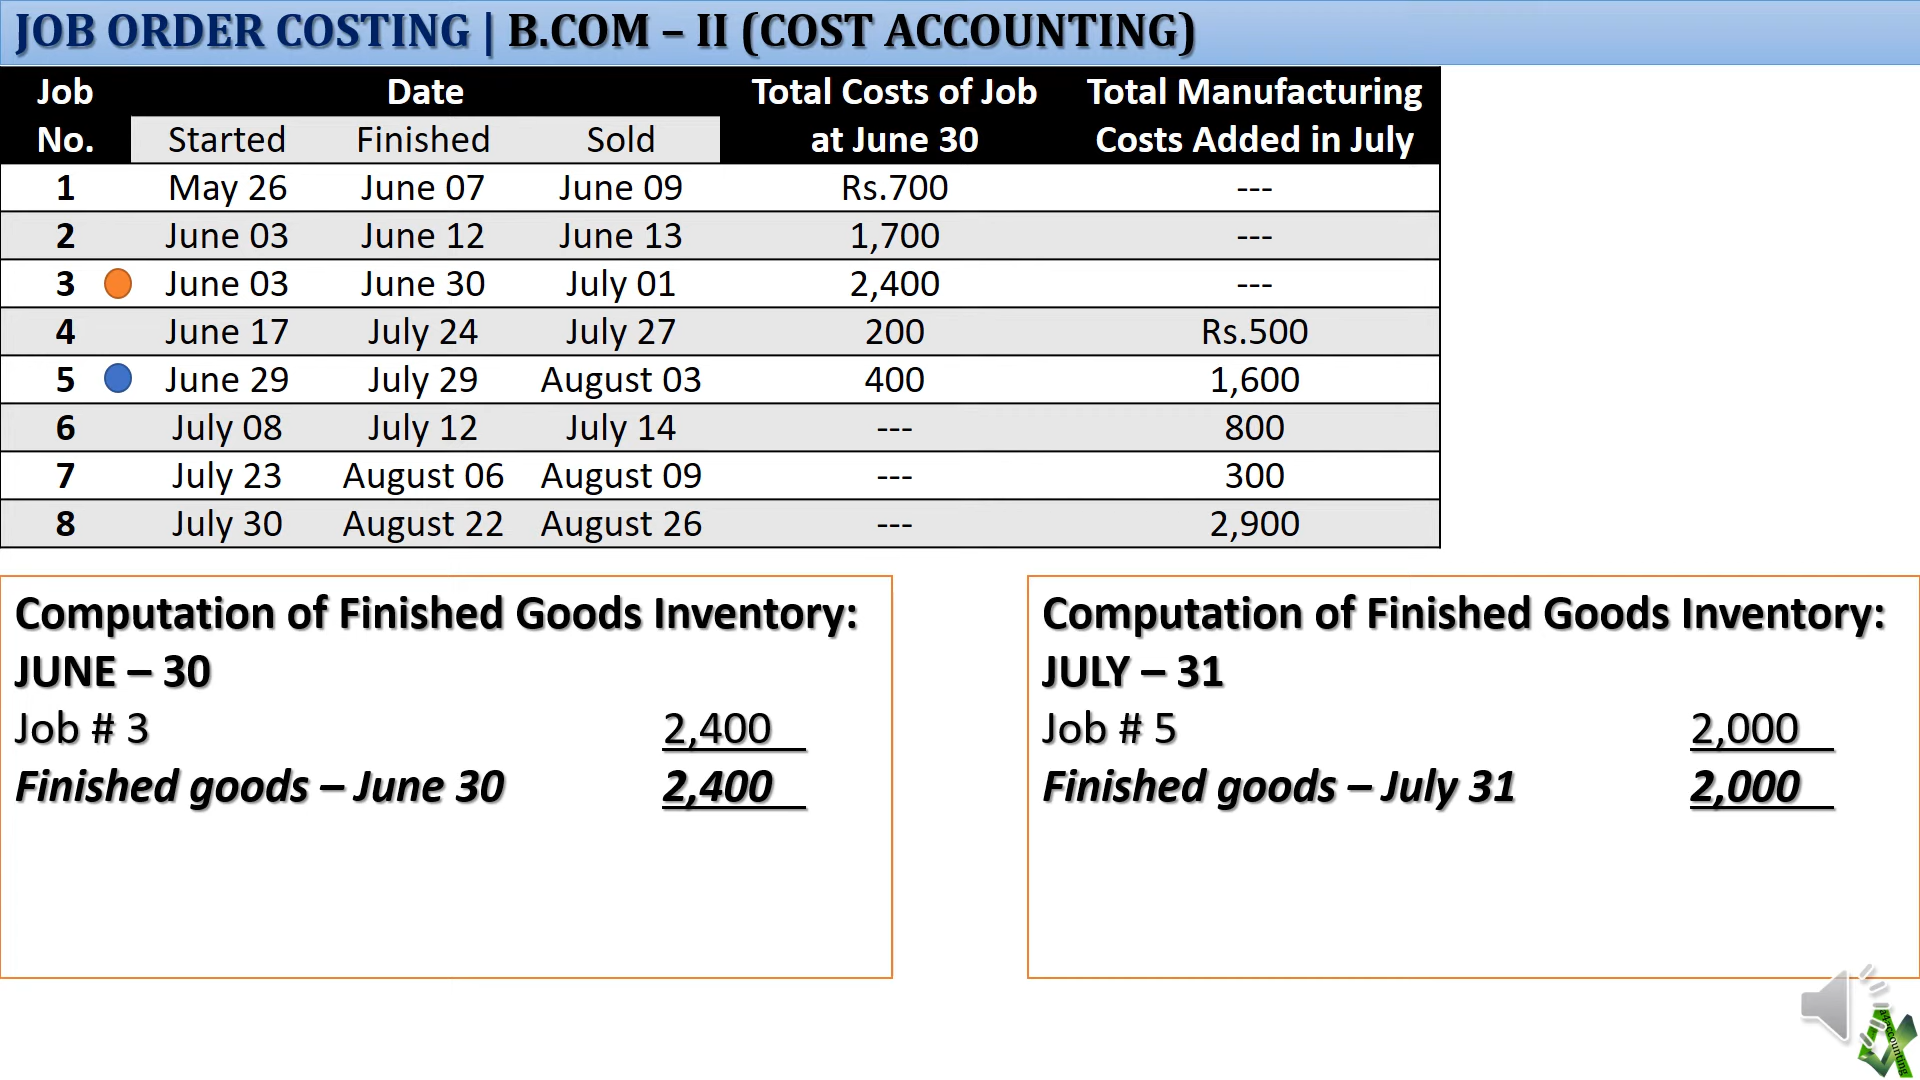 JOB ORDER COSTING | B.COM – II (COST ACCOUNTING)
Job No. Date Total Costs of Job at June 30 Total Manufacturing Costs Added in July
Started Finished Sold
1 May 26 June 07 June 09 Rs.700 ---
2 June 03 June 12 June 13 1,700 ---
3 June 03 June 30 July 01 2,400 ---
4 June 17 July 24 July 27 200 Rs.500
5 June 29 July 29 August 03 400 1,600
6 July 08 July 12 July 14 --- 800
7 July 23 August 06 August 09 --- 300
8 July 30 August 22 August 26 --- 2,900
Computation of Finished Goods Inventory:
JUNE – 30
Job # 3 2,400
Finished goods – June 30 2,400
Computation of Finished Goods Inventory:
JULY – 31
Job # 5 2,000
Finished goods – July 31 2,000